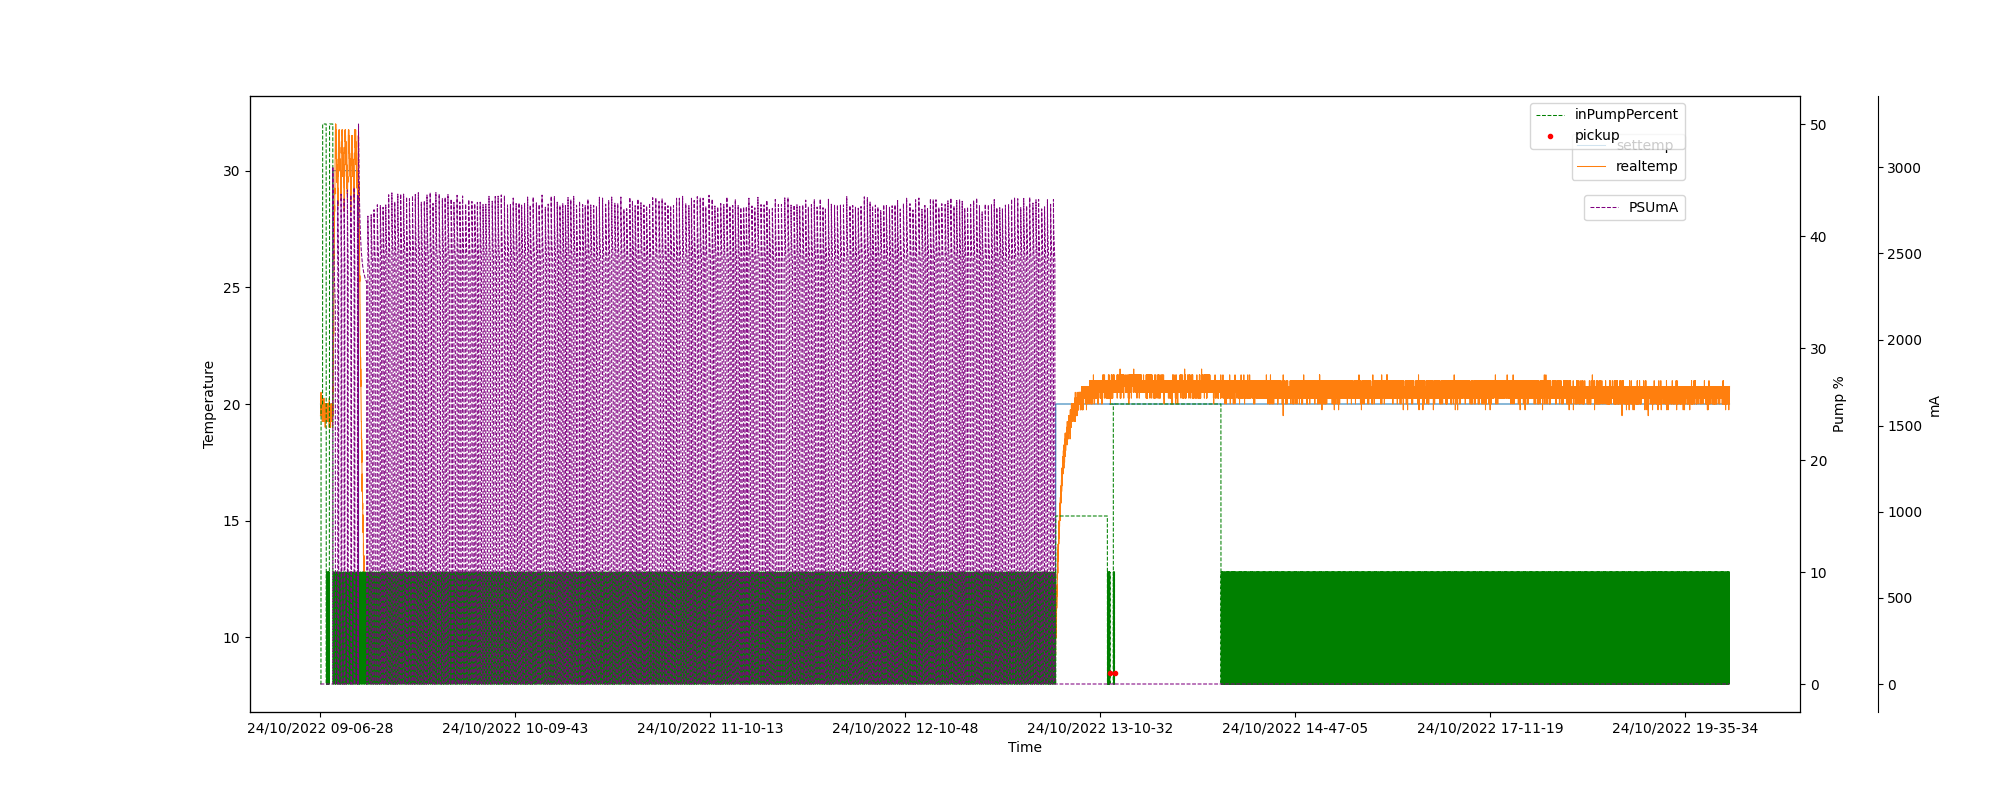 inPumpPercent
pickup
settemp
realtemp
PSUmA
Temperature
30
25
20
15
10
50
40
30
20
10
0
Pump %
3000
2500
2000
1500
1000
500
0
mA
24/10/2022 09-06-28
24/10/2022 10-09-43
24/10/2022 11-10-13
24/10/2022 12-10-48
24/10/2022 13-10-32
24/10/2022 14-47-05
24/10/2022 17-11-19
24/10/2022 19-35-34
Time